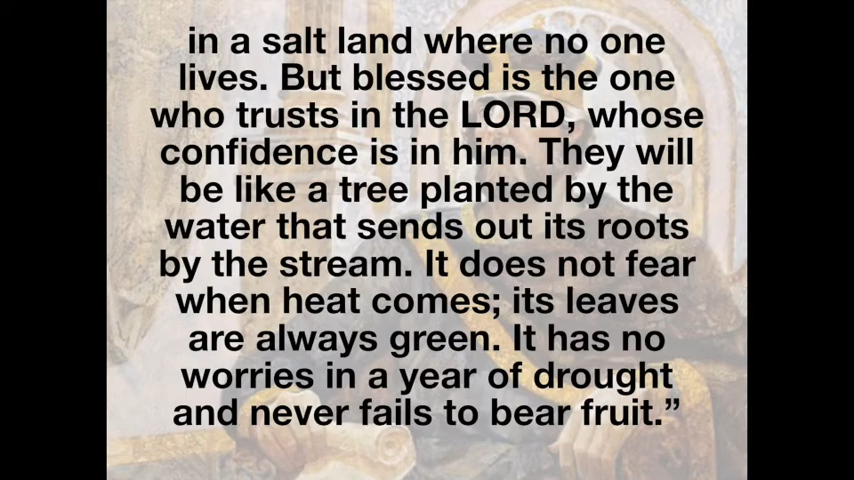 in a salt land where no one
lives. But blessed is the one
who trusts in the LORD, whose
confidence is in him. They will
be like a tree planted by the
water that sends out its roots
by the stream. It does not fear
when heat comes; its leaves
are always green. It has no
worries in a year of drought
and never fails to bear fruit.”